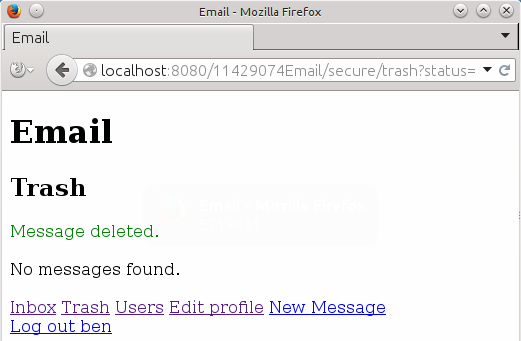 Email - Mozilla Firefox
Email
localhost:8080/11429074Email/secure/trash?status=
Email
Trash
Message deleted.
No messages found.
Inbox Trash Users Edit profile New Message
Log out ben